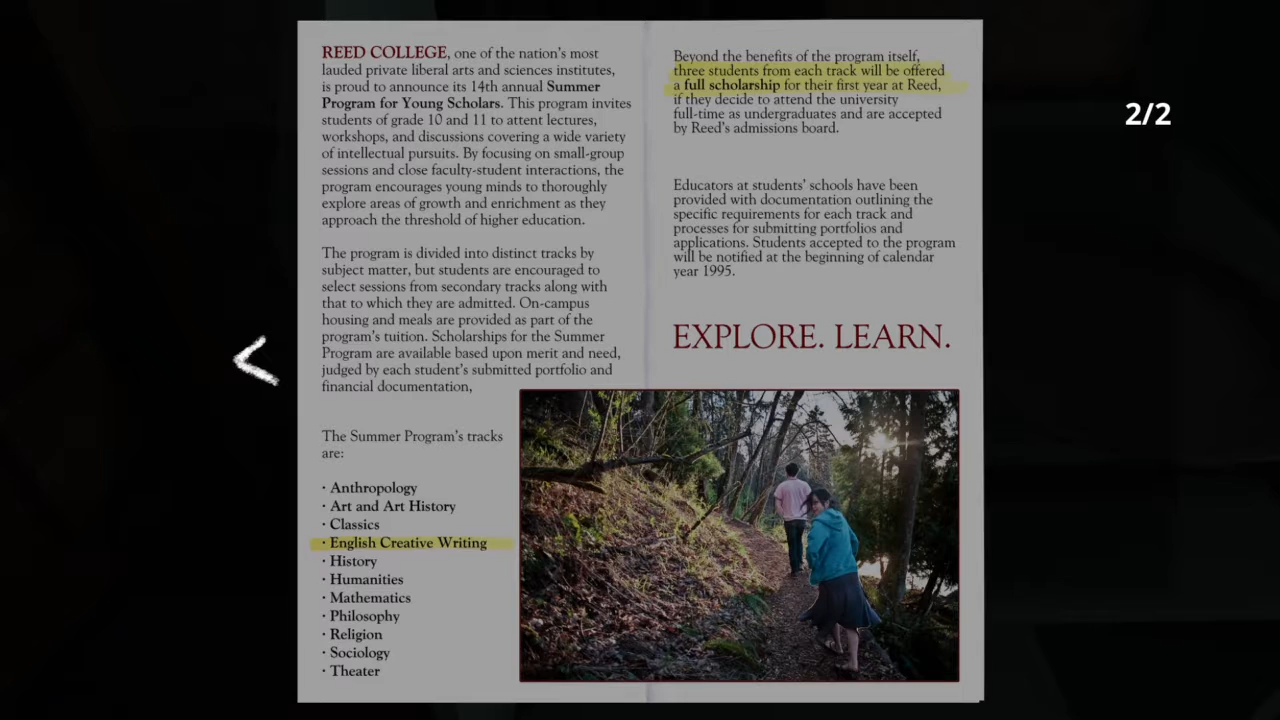 REED COLLEGE, one of the nation's most
lauded private liberal arts and sciences institutes,
is proud to announce its 14th annual Summer
Program for Young Scholars. This program invites
students of grade 10 and 11 to attent lectures,
workshops, and discussions covering a wide variety
of intellectual pursuits. By focusing on small-group
sessions and close faculty-student interactions, the
program encourages young minds to thoroughly
explore areas of growth and enrichment as they
approach the threshold of higher education.
The program is divided into distinct tracks by
subject matter, but students are encouraged to
select sessions from secondary tracks along with
that to which they are admitted. On-campus
housing and meals are provided as part of the
program's tuition. Scholarships for the Summer
Program are available based upon merit and need,
judged by each student's submitted portfolio and
financial documentation,
The Summer Program's tracks
are:
· Anthropology
· Art and Art History
· Classics
· English Creative Writing
· History
· Humanities
· Mathematics
· Philosophy
· Religion
· Sociology
· Theater
Beyond the benefits of the program itself,
three students from each track will be offered
a full scholarship for their first year at Reed,
if they decide to attend the university
full-time as undergraduates and are accepted
by Reed's admissions board.
Educators at students' schools have been
provided with documentation outlining the
specific requirements for each track and
processes for submitting portfolios and
applications. Students accepted to the program
will be notified at the beginning of calendar
year 1995.
EXPLORE. LEARN.
2/2